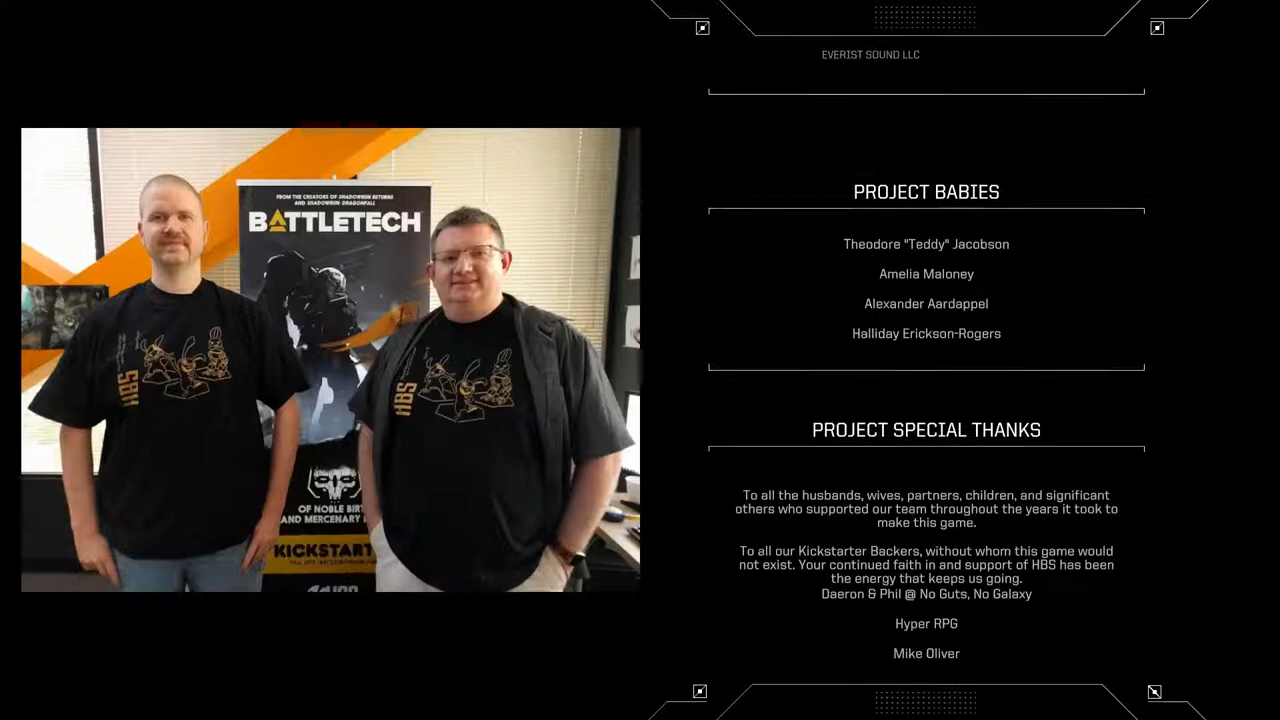 FROM THE CREATORS OF SHADOWRUN RETURNS
AND SHADOWRUN: DRAGONFALL
BATTLETECH
HBS
HBS
OF NOBLE
AND MERCENARY
KICKSTART
EVERIST SOUND LLC
PROJECT BABIES
Theodore "Teddy" Jacobson
Amelia Maloney
Alexander Aardappel
Halliday Erickson-Rogers
PROJECT SPECIAL THANKS
To all the husbands, wives, partners, children, and significant
others who supported our team throughout the years it took to
make this game.
To all our Kickstarter Backers, without whom this game would
not exist. Your continued faith in and support of HBS has been
the energy that keeps us going.
Daeron & Phil @ No Guts, No Galaxy
Hyper RPG
Mike Oliver